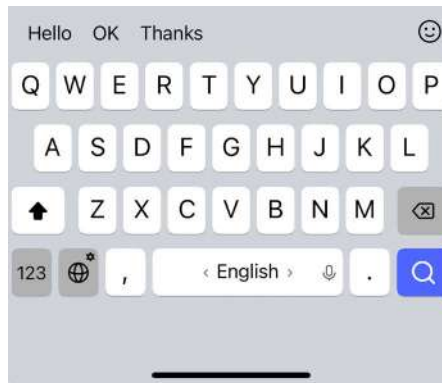 Hello OK Thanks
Q W E R T Y U I O P
A S D F G H J K L
Z X C V B N M
123 , ‹ English › .